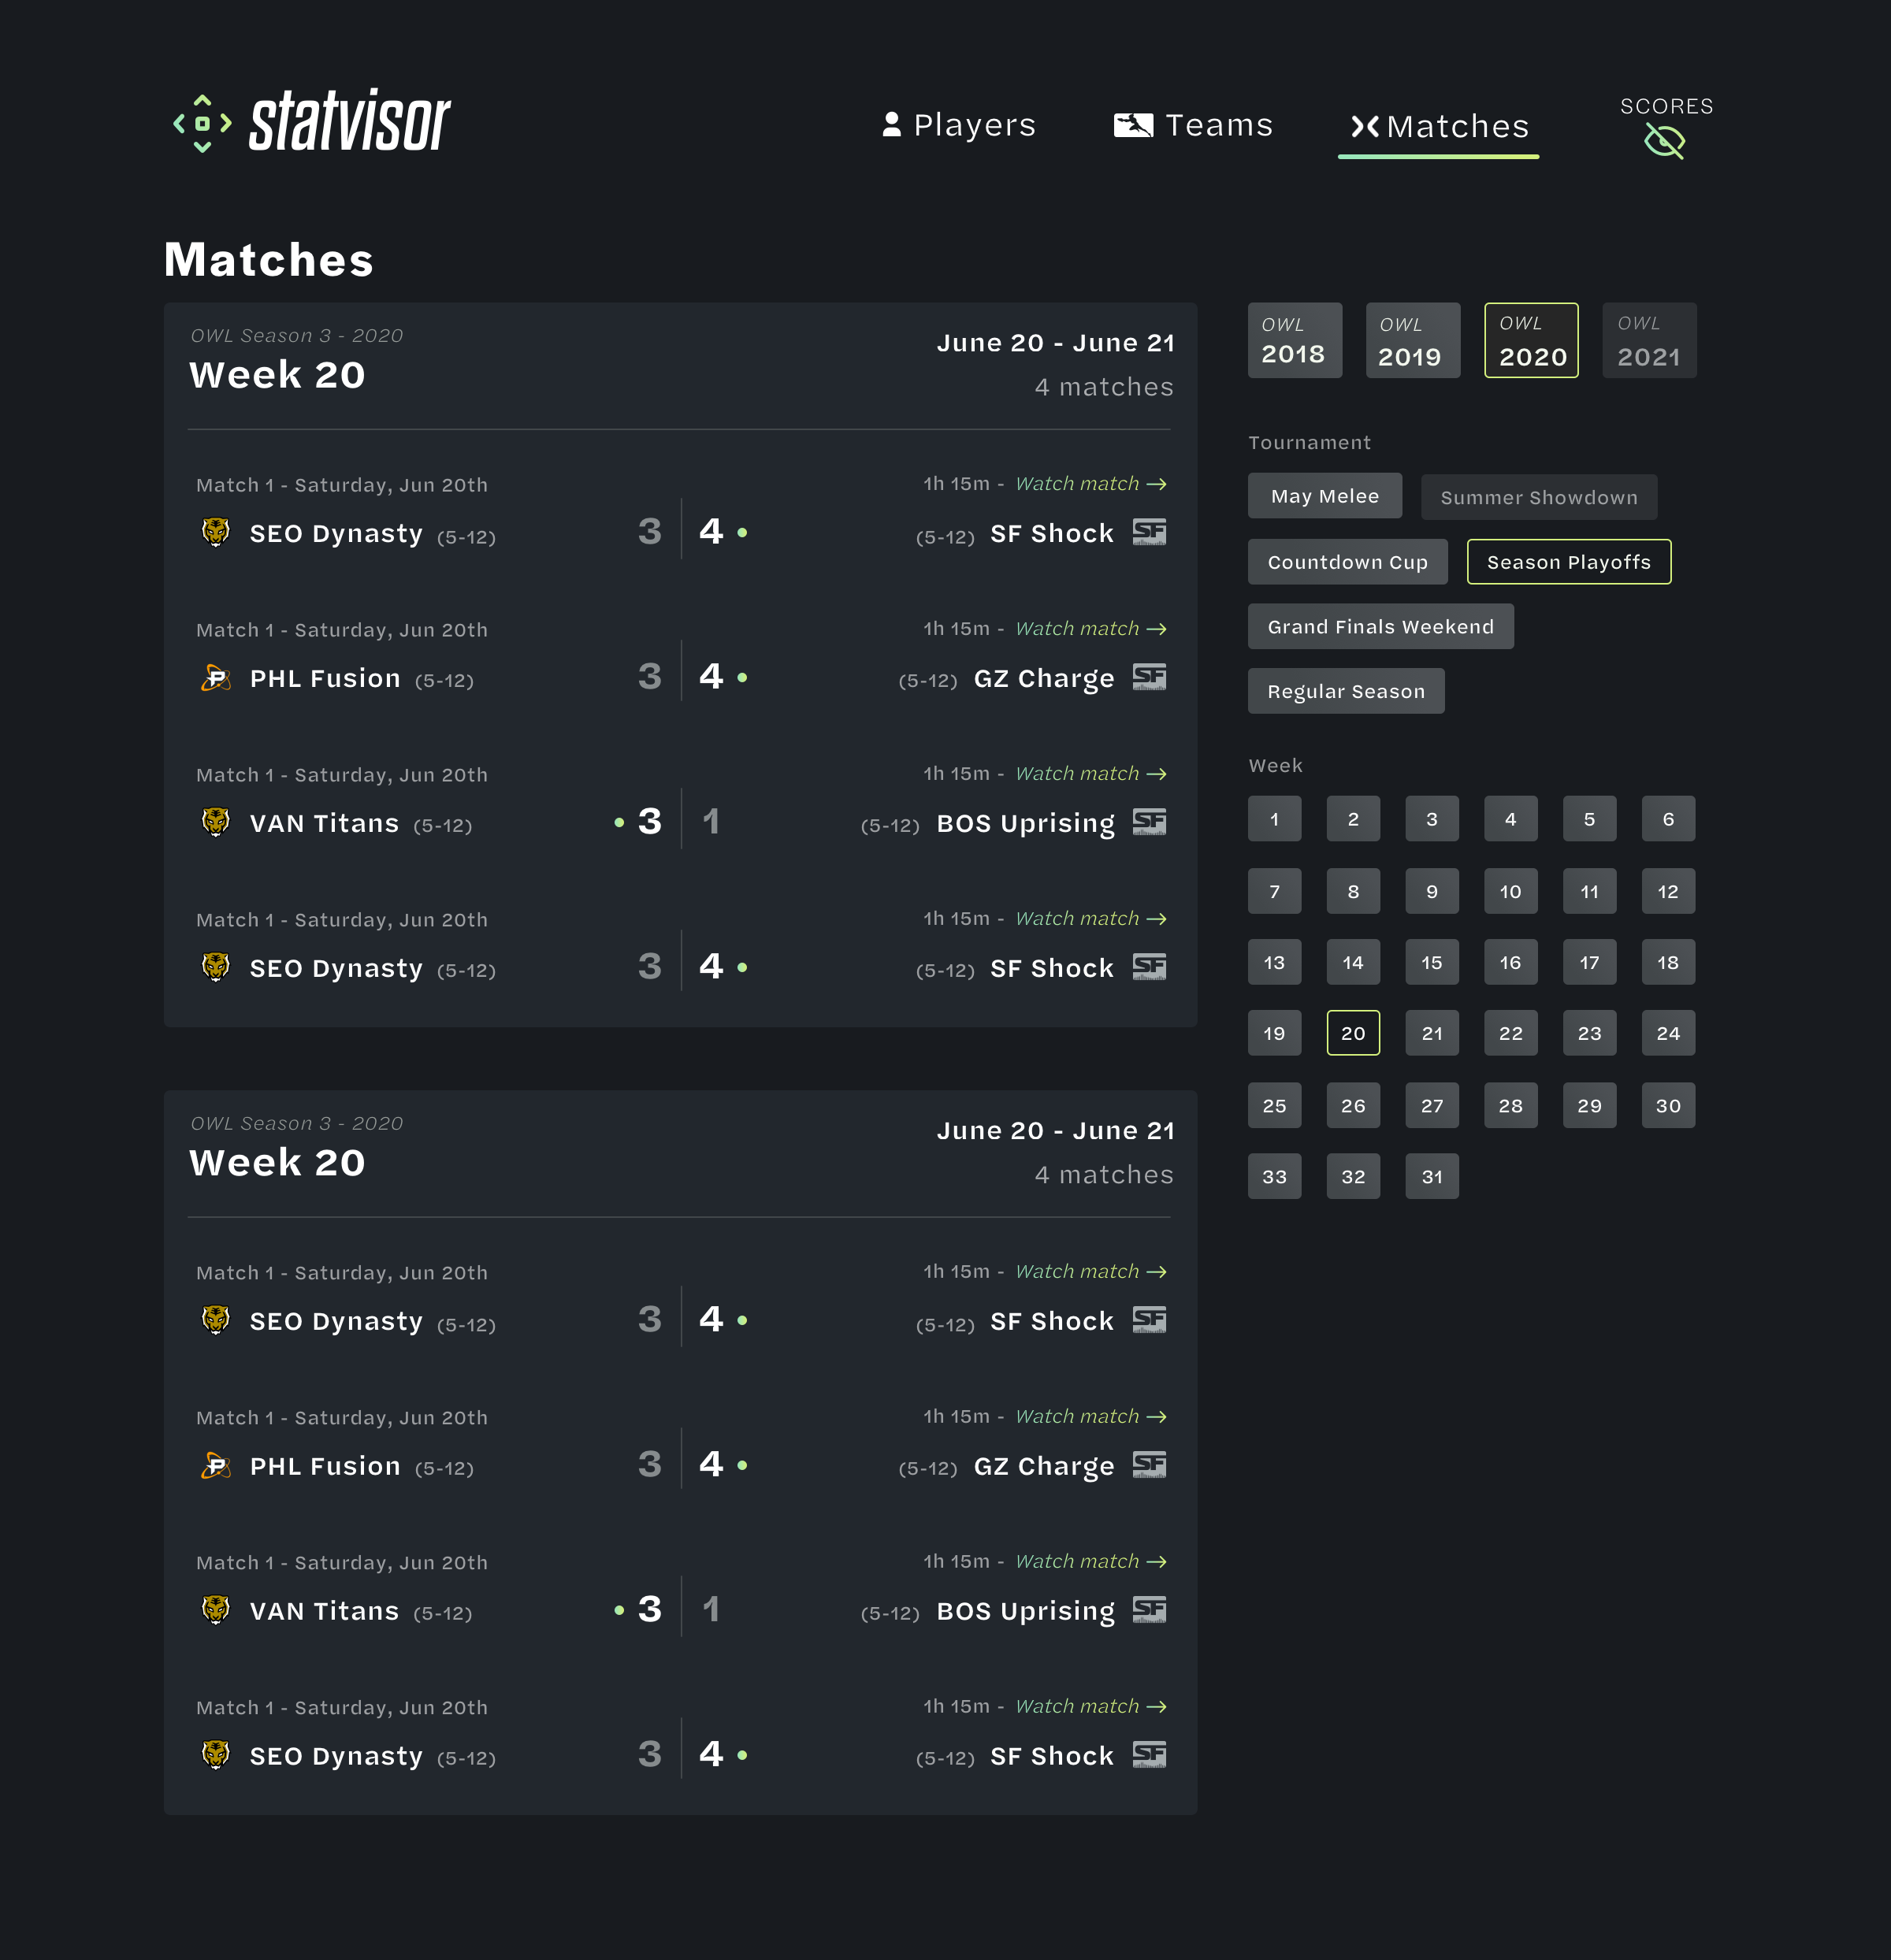 statvisor
Players
Teams
Matches
SCORES
Matches
OWL Season 3 - 2020
Week 20
June 20 - June 21
4 matches
Match 1 - Saturday, Jun 20th
1h 15m - Watch match →
SEO Dynasty (5-12) 3 4 (5-12) SF Shock SF
Match 1 - Saturday, Jun 20th
1h 15m - Watch match →
PHL Fusion (5-12) 3 4 (5-12) GZ Charge SF
Match 1 - Saturday, Jun 20th
1h 15m - Watch match →
VAN Titans (5-12) 3 1 (5-12) BOS Uprising SF
Match 1 - Saturday, Jun 20th
1h 15m - Watch match →
SEO Dynasty (5-12) 3 4 (5-12) SF Shock SF
OWL Season 3 - 2020
Week 20
June 20 - June 21
4 matches
Match 1 - Saturday, Jun 20th
1h 15m - Watch match →
SEO Dynasty (5-12) 3 4 (5-12) SF Shock SF
Match 1 - Saturday, Jun 20th
1h 15m - Watch match →
PHL Fusion (5-12) 3 4 (5-12) GZ Charge SF
Match 1 - Saturday, Jun 20th
1h 15m - Watch match →
VAN Titans (5-12) 3 1 (5-12) BOS Uprising SF
Match 1 - Saturday, Jun 20th
1h 15m - Watch match →
SEO Dynasty (5-12) 3 4 (5-12) SF Shock SF
OWL
2018
OWL
2019
OWL
2020
OWL
2021
Tournament
May Melee
Summer Showdown
Countdown Cup
Season Playoffs
Grand Finals Weekend
Regular Season
Week
1 2 3 4 5 6
7 8 9 10 11 12
13 14 15 16 17 18
19 20 21 22 23 24
25 26 27 28 29 30
33 32 31